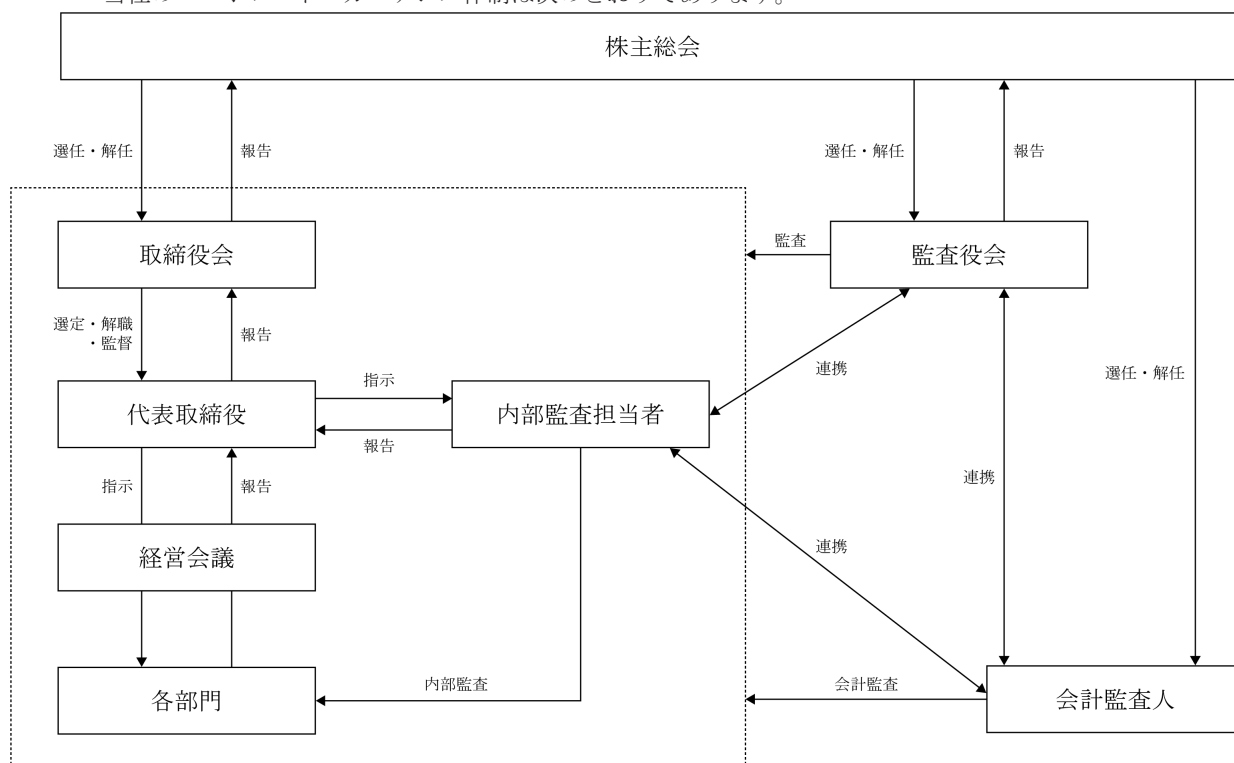 株主総会
選任・解任
報告
選任・解任
報告
取締役会
監査
監査役会
選定・解職
・監督
報告
連携
選任・解任
指示
代表取締役
内部監査担当者
報告
指示
報告
連携
経営会議
連携
内部監査
会計監査
各部門
会計監査人